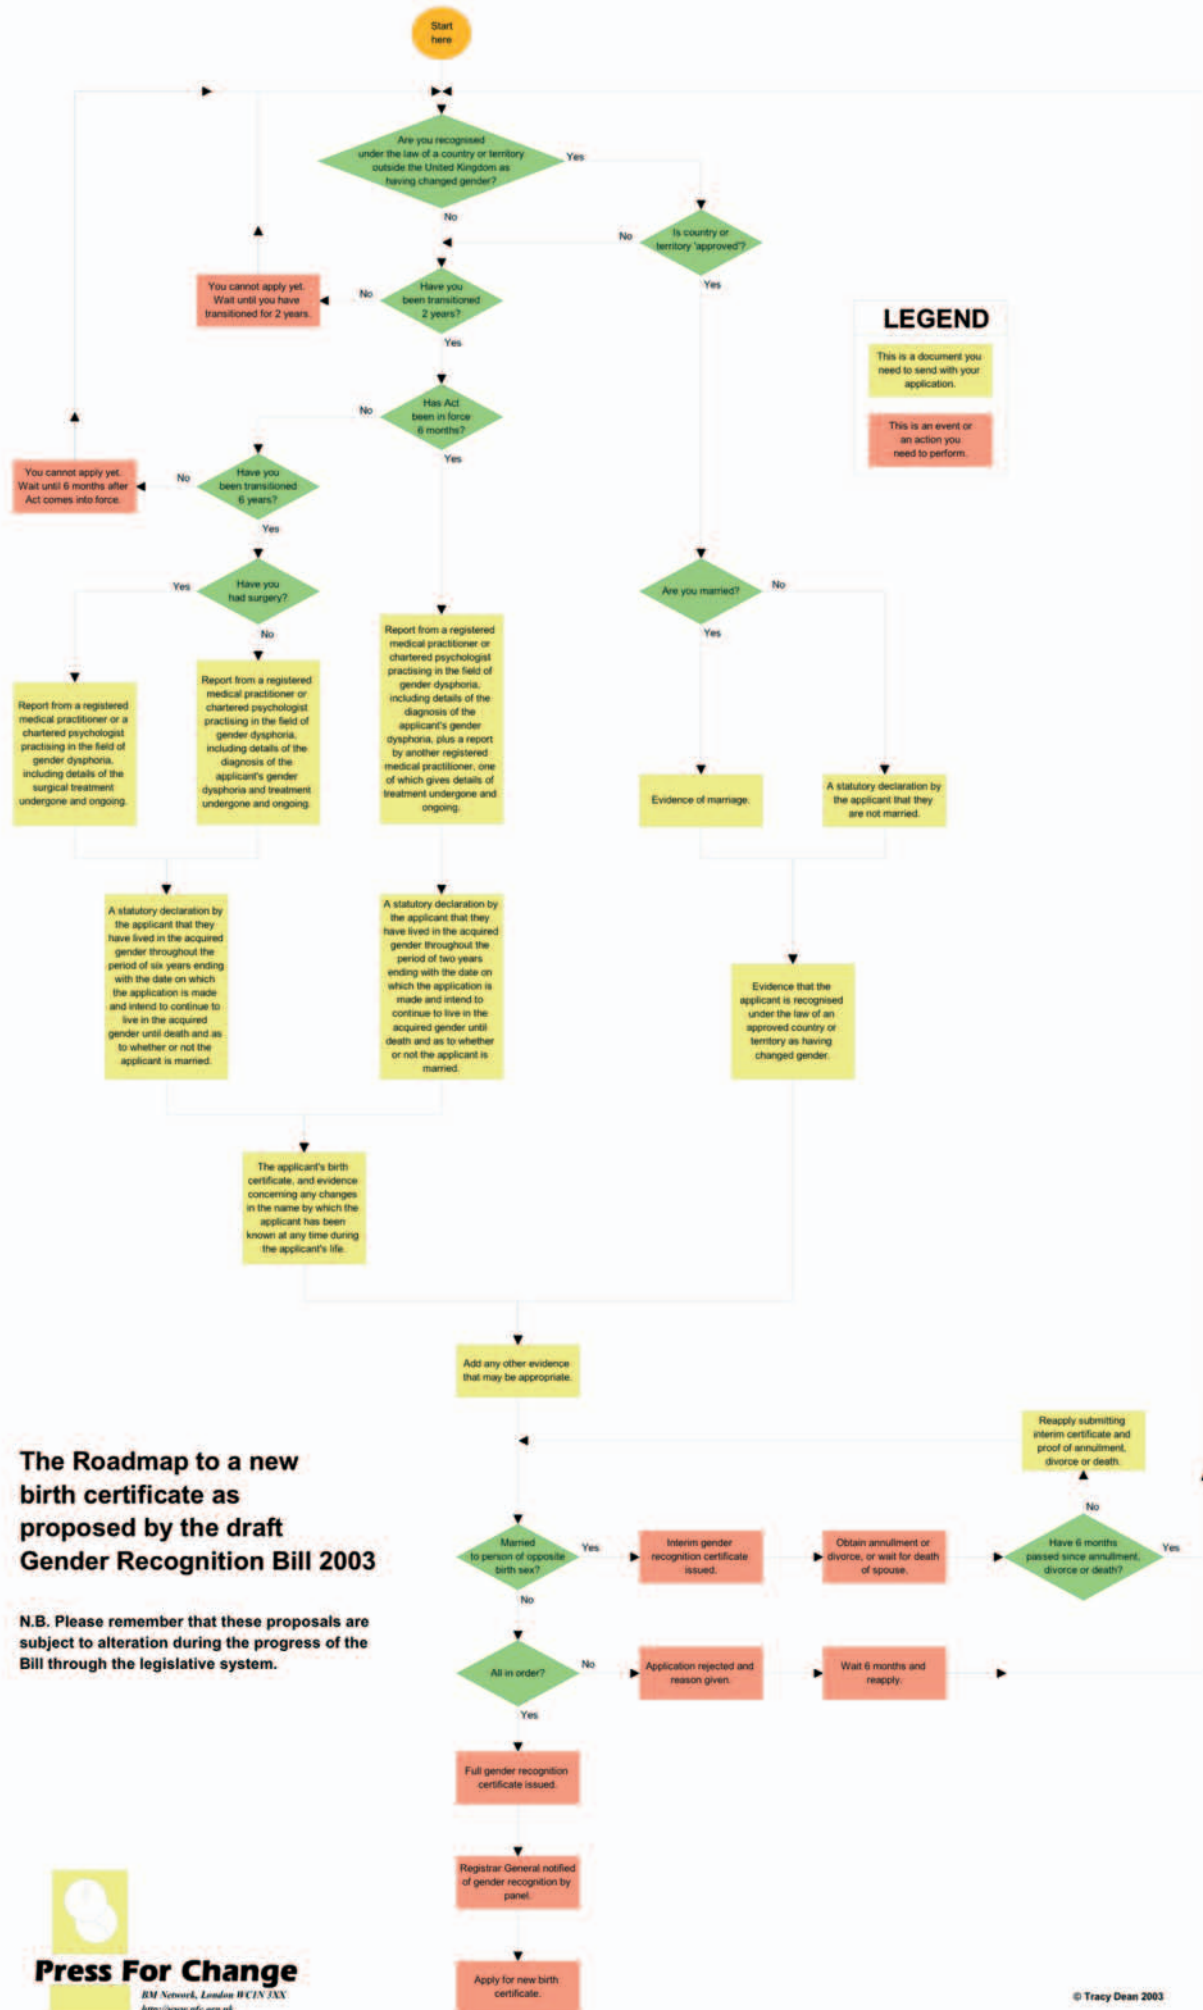 Start
here
Are you recognised
under the law of a country or territory
outside the United Kingdom as
having changed gender?
Yes
No
Is country or
territory 'approved'?
No
Yes
Have you
been transitioned
2 years?
No
Yes
You cannot apply yet.
Wait until you have
transitioned for 2 years.
LEGEND
This is a document you
need to send with your
application.
This is an event or
an action you
need to perform.
Has Act
been in force
6 months?
No
Yes
Have you
been transitioned
6 years?
No
Yes
You cannot apply yet.
Wait until 6 months after
Act comes into force.
Have you
had surgery?
Yes
No
Are you married?
No
Yes
Report from a registered
medical practitioner or a
chartered psychologist
practising in the field of
gender dysphoria,
including details of the
surgical treatment
undergone and ongoing.
Report from a registered
medical practitioner or
chartered psychologist
practising in the field of
gender dysphoria,
including details of the
diagnosis of the
applicant's gender
dysphoria and treatment
undergone and ongoing.
Report from a registered
medical practitioner or
chartered psychologist
practising in the field of
gender dysphoria,
including details of the
diagnosis of the
applicant's gender
dysphoria, plus a report
by another registered
medical practitioner, one
of which gives details of
treatment undergone and
ongoing.
Evidence of marriage.
A statutory declaration by
the applicant that they
are not married.
A statutory declaration by
the applicant that they
have lived in the acquired
gender throughout the
period of six years ending
with the date on which
the application is made
and intend to continue to
live in the acquired
gender until death and as
to whether or not the
applicant is married.
A statutory declaration by
the applicant that they
have lived in the acquired
gender throughout the
period of two years
ending with the date on
which the application is
made and intend to
continue to live in the
acquired gender until
death and as to whether
or not the applicant is
married.
Evidence that the
applicant is recognised
under the law of an
approved country or
territory as having
changed gender.
The applicant's birth
certificate, and evidence
concerning any changes
in the name by which the
applicant has been
known at any time during
the applicant's life.
Add any other evidence
that may be appropriate.
Reapply submitting
interim certificate and
proof of annullment,
divorce or death.
The Roadmap to a new
birth certificate as
proposed by the draft
Gender Recognition Bill 2003
N.B. Please remember that these proposals are
subject to alteration during the progress of the
Bill through the legislative system.
Married
to person of opposite
birth sex?
Yes
No
Interim gender
recognition certificate
issued.
Obtain annullment or
divorce, or wait for death
of spouse.
Have 6 months
passed since annullment,
divorce or death?
No
Yes
All in order?
No
Yes
Application rejected and
reason given.
Wait 6 months and
reapply.
Full gender recognition
certificate issued.
Registrar General notified
of gender recognition by
panel.
Apply for new birth
certificate.
Press For Change
BM Network, London WC1N 3XX
http://www.pfc.org.uk
© Tracy Dean 2003